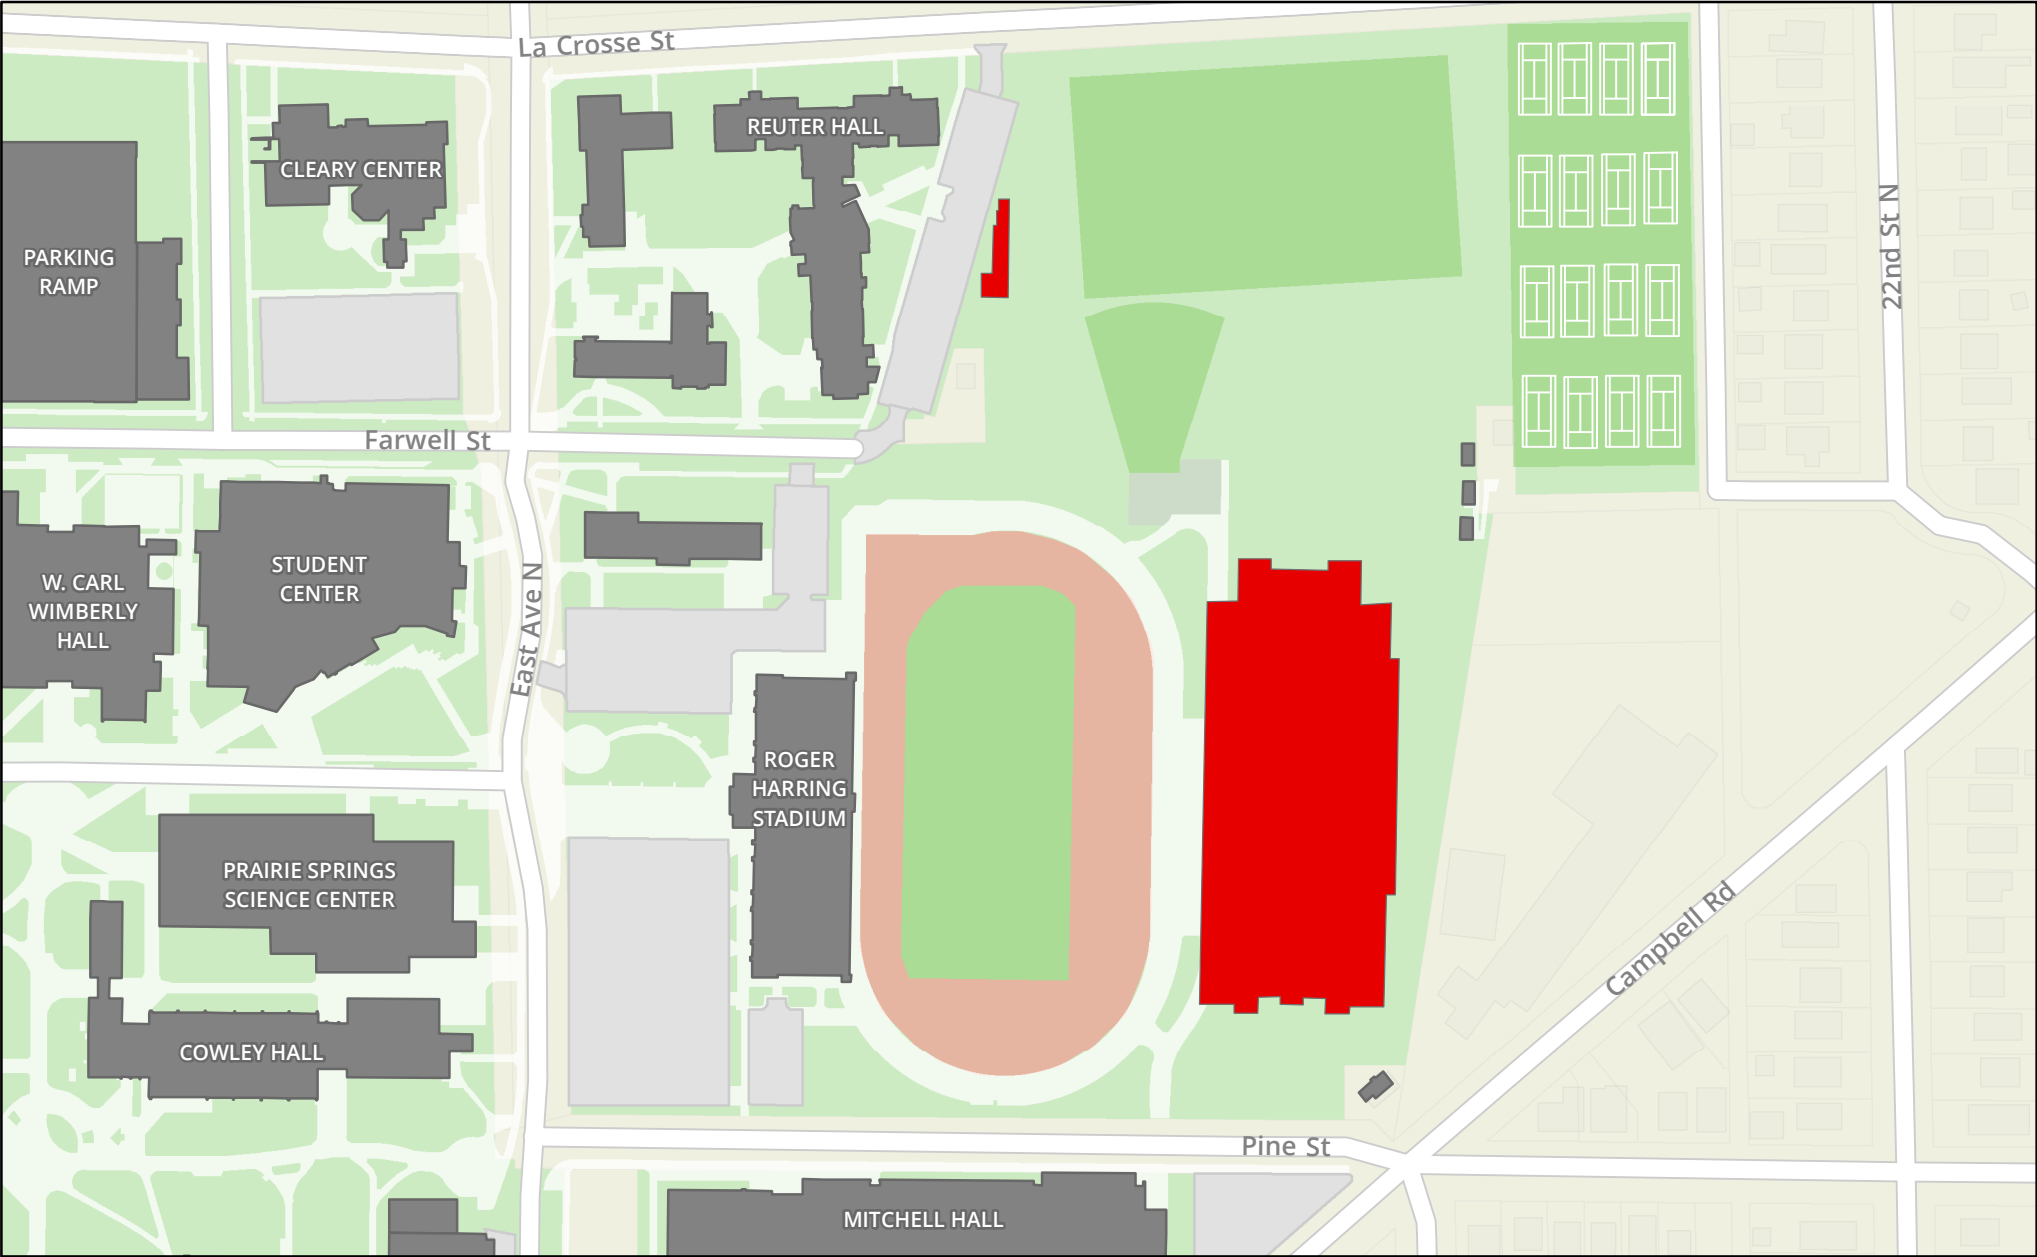 La Crosse St
REUTER HALL
CLEARY CENTER
22nd St N
PARKING
RAMP
Farwell St
STUDENT
CENTER
W. CARL
WIMBERLY
HALL
East Ave N
ROGER
HARRING
STADIUM
PRAIRIE SPRINGS
SCIENCE CENTER
Campbell Rd
COWLEY HALL
Pine St
MITCHELL HALL